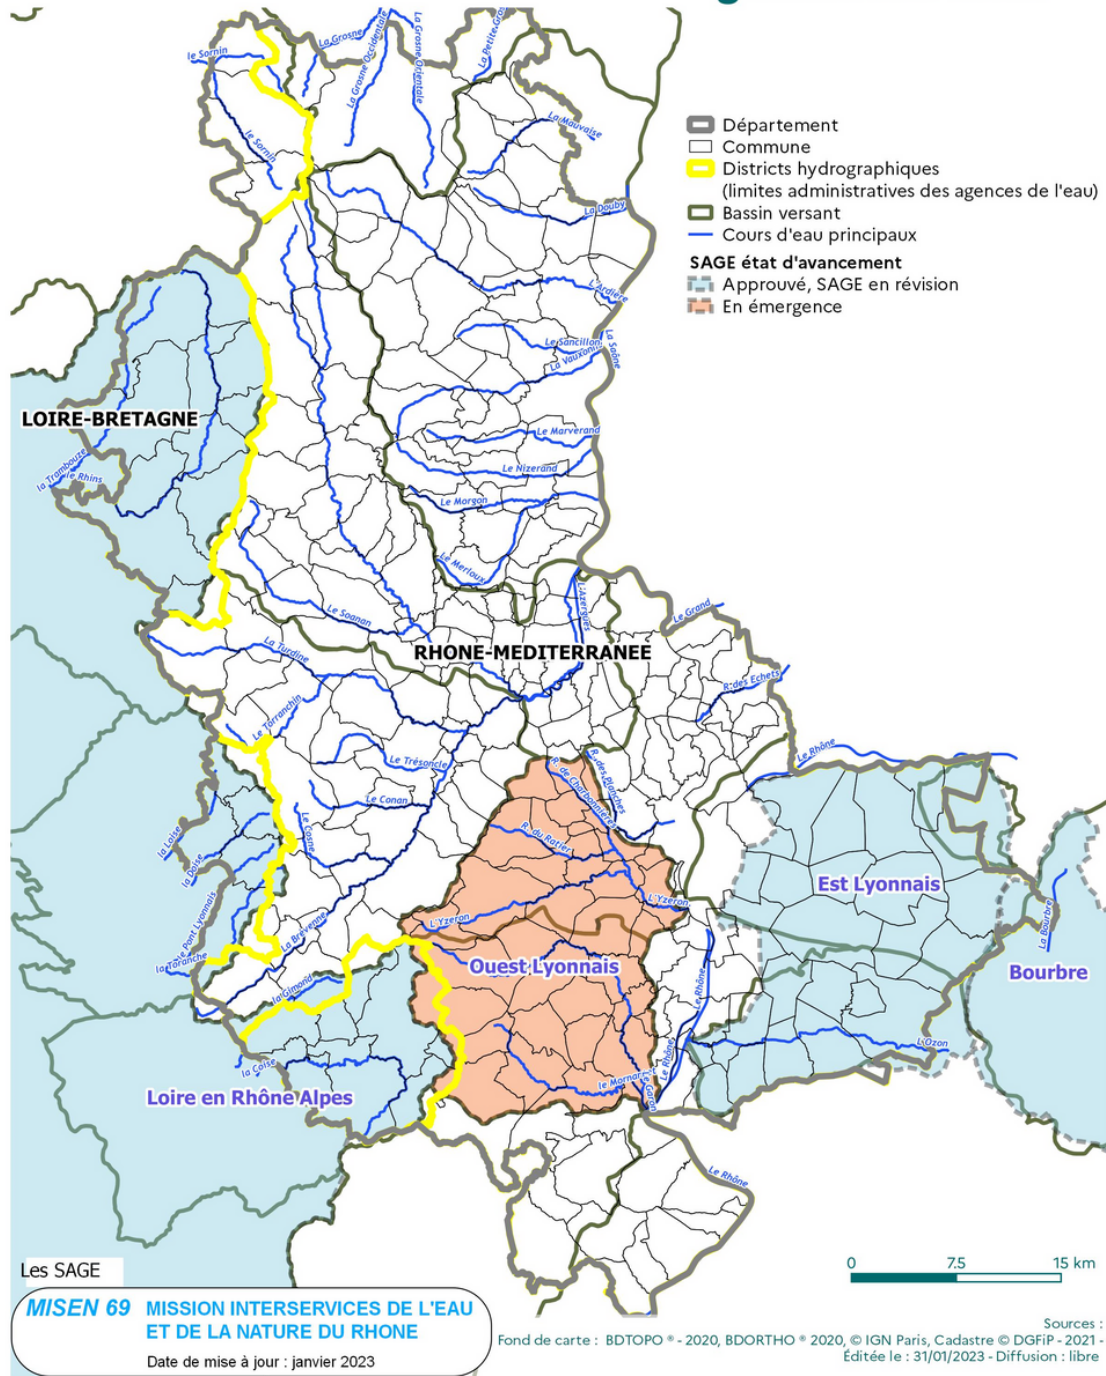 le Sornin
La Grosne
La Grosne Occidentale
La Grosne Orientale
le Sornin
La Mauvaise
La Douby
L'Ardière
Le Sancillon
La Vauxonne
La Saône
Le Marverand
Le Nizerand
Le Morgon
Le Merloux
L'Azergues
Le Grand
R. des Echets
Le Rhône
Département
Commune
Districts hydrographiques
(limites administratives des agences de l'eau)
Bassin versant
Cours d'eau principaux
SAGE état d'avancement
Approuvé, SAGE en révision
En émergence
LOIRE-BRETAGNE
la Trambouze
le Rhins
Le Soanan
RHONE-MEDITERRANEE
La Turdine
Le Torranchin
Le Trésoncle
Le Conan
Le Cosne
R. des Planches
R. de Charbonnières
R. du Ratier
L'Yzeron
L'Yzeron
la Loise
la Doise
le Pont Lyonnais
la Toranche
La Brévenne
la Gimond
Est Lyonnais
La Bourbre
Bourbre
Ouest Lyonnais
Le Rhône
Le Rhône
L'Ozon
le Mornantet
le Garon
la Coise
Loire en Rhône Alpes
Le Rhône
0 7.5 15 km
Les SAGE
MISEN 69 MISSION INTERSERVICES DE L'EAU
ET DE LA NATURE DU RHONE
Date de mise à jour : janvier 2023
Sources :
Fond de carte : BDTOPO ® - 2020, BDORTHO ® 2020, © IGN Paris, Cadastre © DGFiP - 2021 -
Éditée le : 31/01/2023 - Diffusion : libre